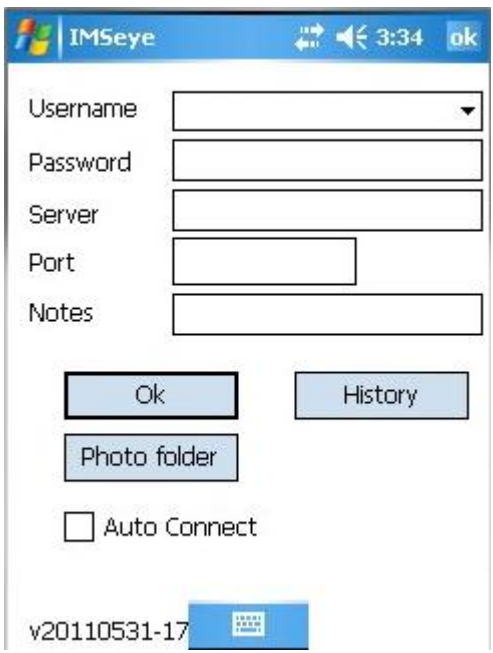 IMSeye 3:34 ok
Username
Password
Server
Port
Notes
Ok History
Photo folder
Auto Connect
v20110531-17